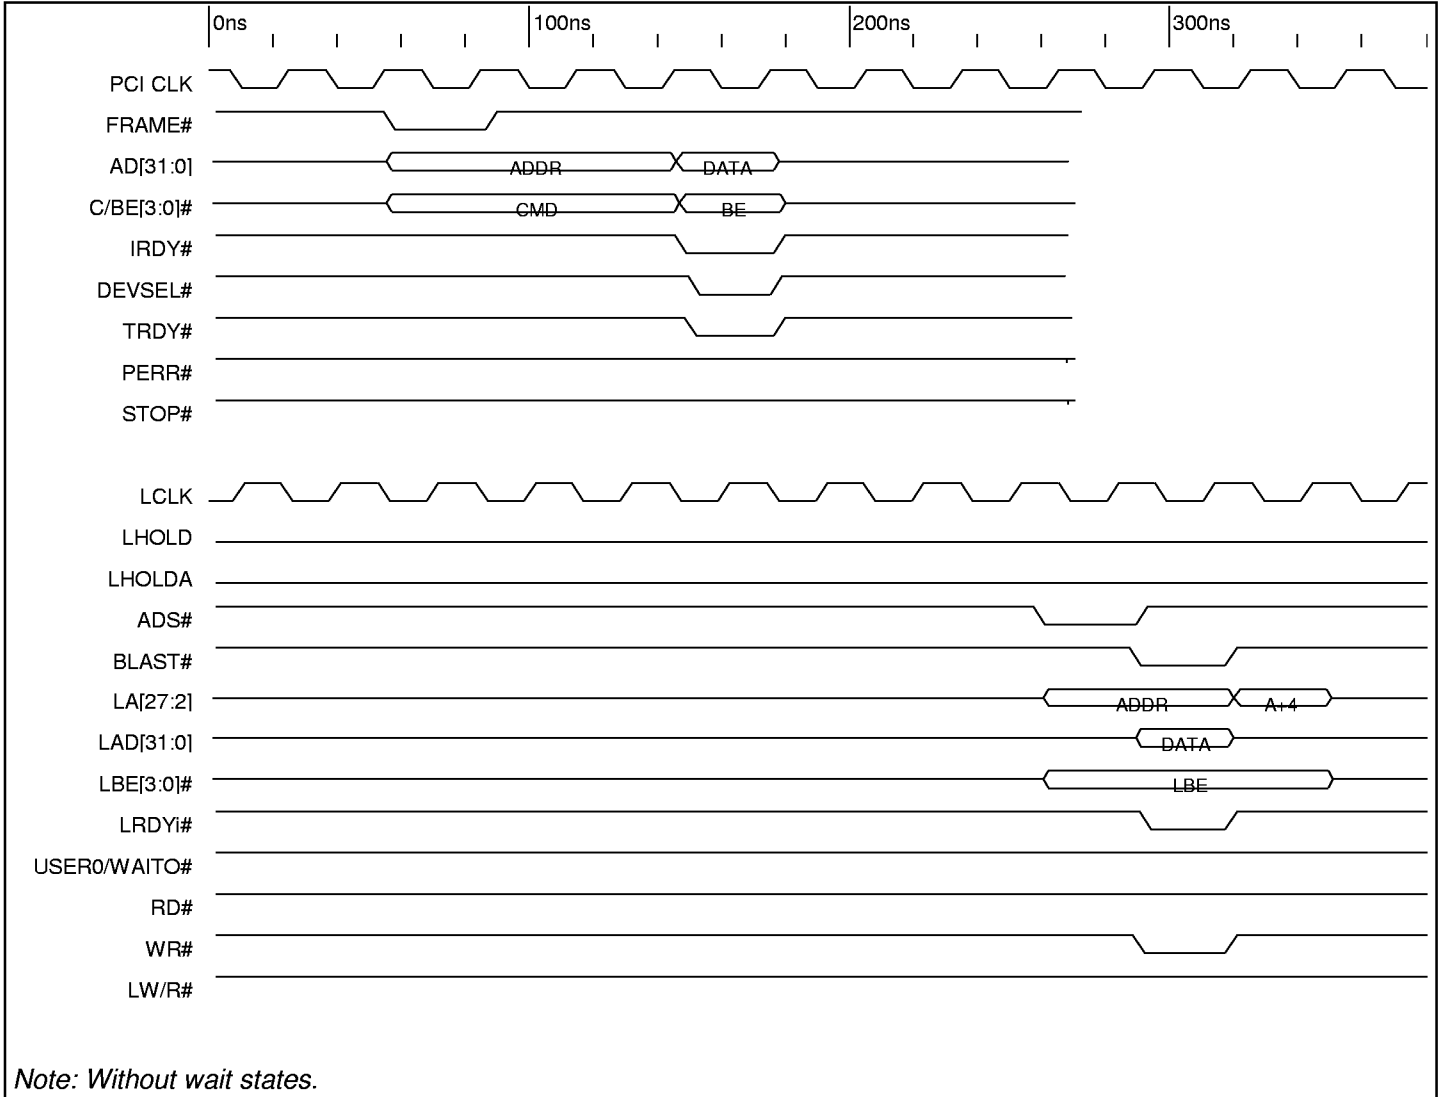 0ns 100ns 200ns 300ns
PCI CLK
FRAME#
AD[31:0] ADDR DATA
C/BE[3:0]# CMD BE
IRDY#
DEVSEL#
TRDY#
PERR#
STOP#
LCLK
LHOLD
LHOLDA
ADS#
BLAST#
LA[27:2] ADDR A+4
LAD[31:0] DATA
LBE[3:0]# LBE
LRDYi#
USER0/WAITO#
RD#
WR#
LW/R#
Note: Without wait states.